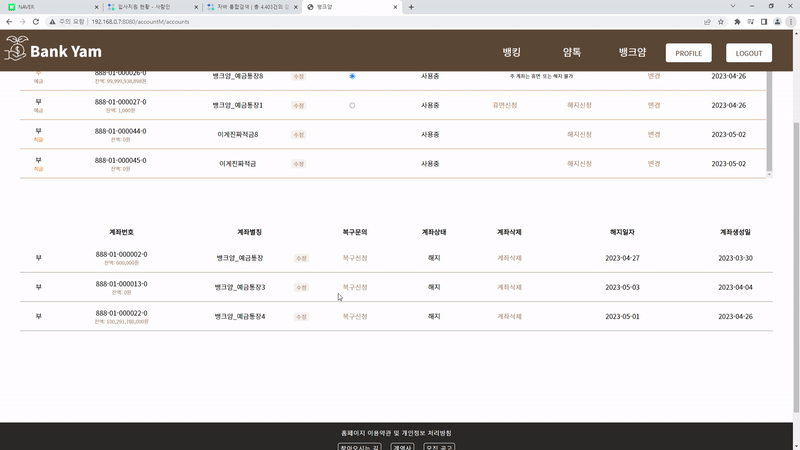 NAVER
입사지원 현황 - 사람인
자바 통합검색 | 총 4,403건의 검
뱅크얌
주의 요함 | 192.168.0.7:8080/accountM/accounts
Bank Yam
뱅킹 얌톡 뱅크얌 PROFILE LOGOUT
부 888-01-000026-0 뱅크얌_예금통장8 수정 사용중 주 계좌는 휴면 또는 해지 불가 변경 2023-04-26
예금 잔액: 99,999,938,898원
부 888-01-000027-0 뱅크얌_예금통장1 수정 사용중 휴면신청 해지신청 변경 2023-04-26
예금 잔액: 1,000원
부 888-01-000044-0 이게진짜적금8 수정 사용중 해지신청 변경 2023-05-02
적금 잔액: 0원
부 888-01-000045-0 이게진짜적금 수정 사용중 해지신청 변경 2023-05-02
적금 잔액: 0원
계좌번호 계좌별칭 복구문의 계좌상태 계좌삭제 해지일자 계좌생성일
부 888-01-000002-0 뱅크얌_예금통장 수정 복구신청 해지 계좌삭제 2023-04-27 2023-03-30
잔액: 600,000원
부 888-01-000013-0 뱅크얌_예금통장3 수정 복구신청 해지 계좌삭제 2023-05-03 2023-04-04
잔액: 0원
부 888-01-000022-0 뱅크얌_예금통장4 수정 복구신청 해지 계좌삭제 2023-05-01 2023-04-26
잔액: 100,291,780,000원
홈페이지 이용약관 및 개인정보 처리방침
찾아오시는 길 개역사 모집 공고